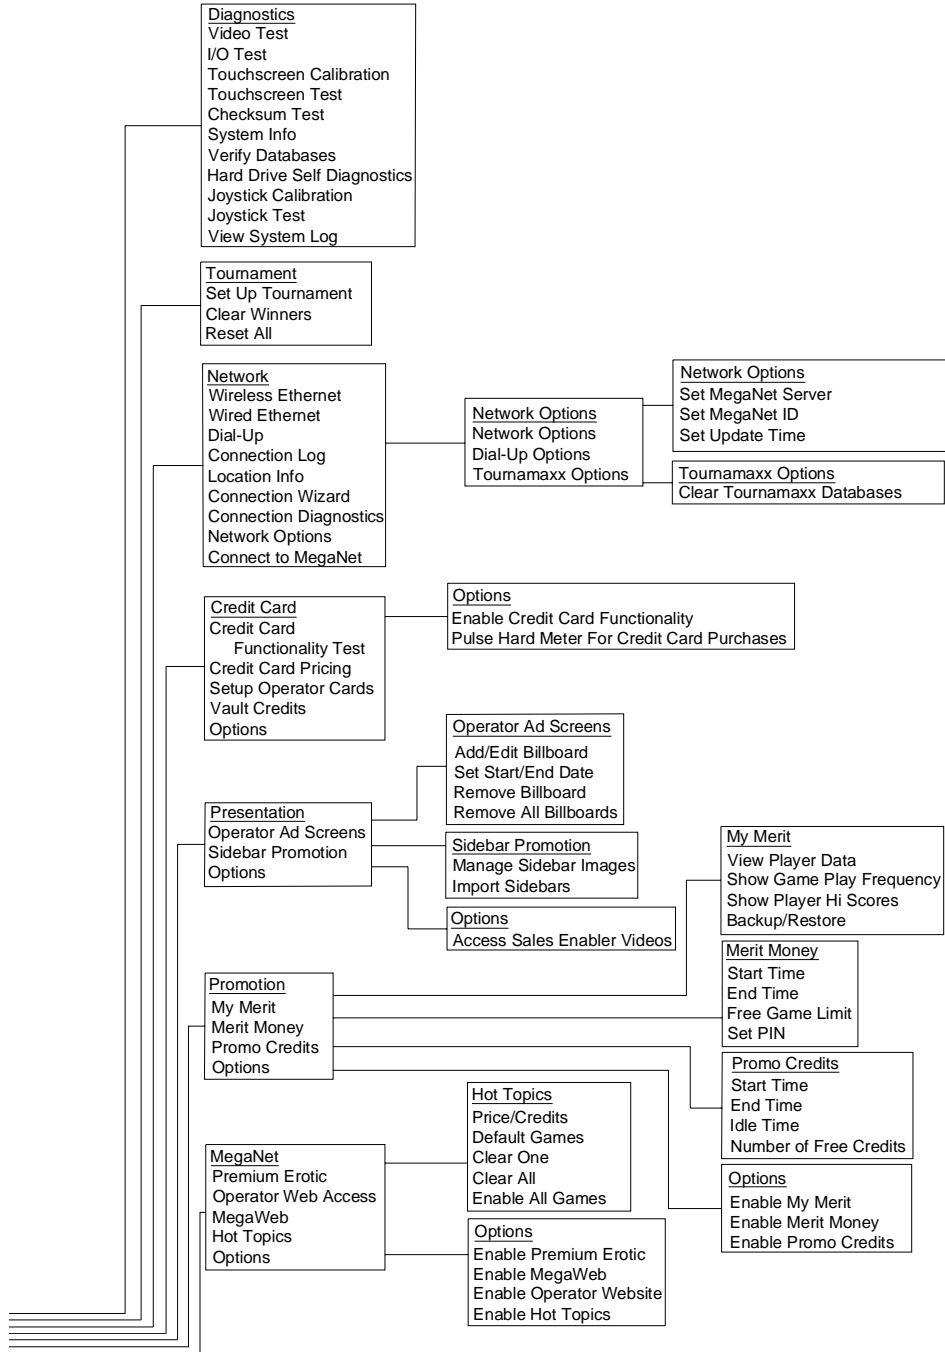 Diagnostics
Video Test
I/O Test
Touchscreen Calibration
Touchscreen Test
Checksum Test
System Info
Verify Databases
Hard Drive Self Diagnostics
Joystick Calibration
Joystick Test
View System Log
Tournament
Set Up Tournament
Clear Winners
Reset All
Network
Wireless Ethernet
Wired Ethernet
Dial-Up
Connection Log
Location Info
Connection Wizard
Connection Diagnostics
Network Options
Connect to MegaNet
Network Options
Network Options
Dial-Up Options
Tournamaxx Options
Network Options
Set MegaNet Server
Set MegaNet ID
Set Update Time
Tournamaxx Options
Clear Tournamaxx Databases
Credit Card
Credit Card
Functionality Test
Credit Card Pricing
Setup Operator Cards
Vault Credits
Options
Options
Enable Credit Card Functionality
Pulse Hard Meter For Credit Card Purchases
Presentation
Operator Ad Screens
Sidebar Promotion
Options
Operator Ad Screens
Add/Edit Billboard
Set Start/End Date
Remove Billboard
Remove All Billboards
Sidebar Promotion
Manage Sidebar Images
Import Sidebars
Options
Access Sales Enabler Videos
Promotion
My Merit
Merit Money
Promo Credits
Options
My Merit
View Player Data
Show Game Play Frequency
Show Player Hi Scores
Backup/Restore
Merit Money
Start Time
End Time
Free Game Limit
Set PIN
Promo Credits
Start Time
End Time
Idle Time
Number of Free Credits
Options
Enable My Merit
Enable Merit Money
Enable Promo Credits
MegaNet
Premium Erotic
Operator Web Access
MegaWeb
Hot Topics
Options
Hot Topics
Price/Credits
Default Games
Clear One
Clear All
Enable All Games
Options
Enable Premium Erotic
Enable MegaWeb
Enable Operator Website
Enable Hot Topics